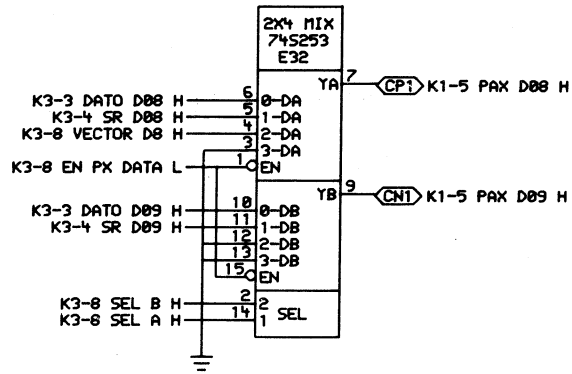 2X4 MIX
74S253
E32
YA 7 CP1 K1-5 PAX D08 H
K3-3 DATO D08 H 6 0-DA
K3-4 SR D08 H 5 1-DA
K3-8 VECTOR D8 H 4 2-DA
3 3-DA
K3-8 EN PX DATA L 1 EN
YB 9 CN1 K1-5 PAX D09 H
K3-3 DATO D09 H 10 0-DB
K3-4 SR D09 H 11 1-DB
12 2-DB
13 3-DB
15 EN
K3-8 SEL B H 2 2
SEL
K3-8 SEL A H 14 1